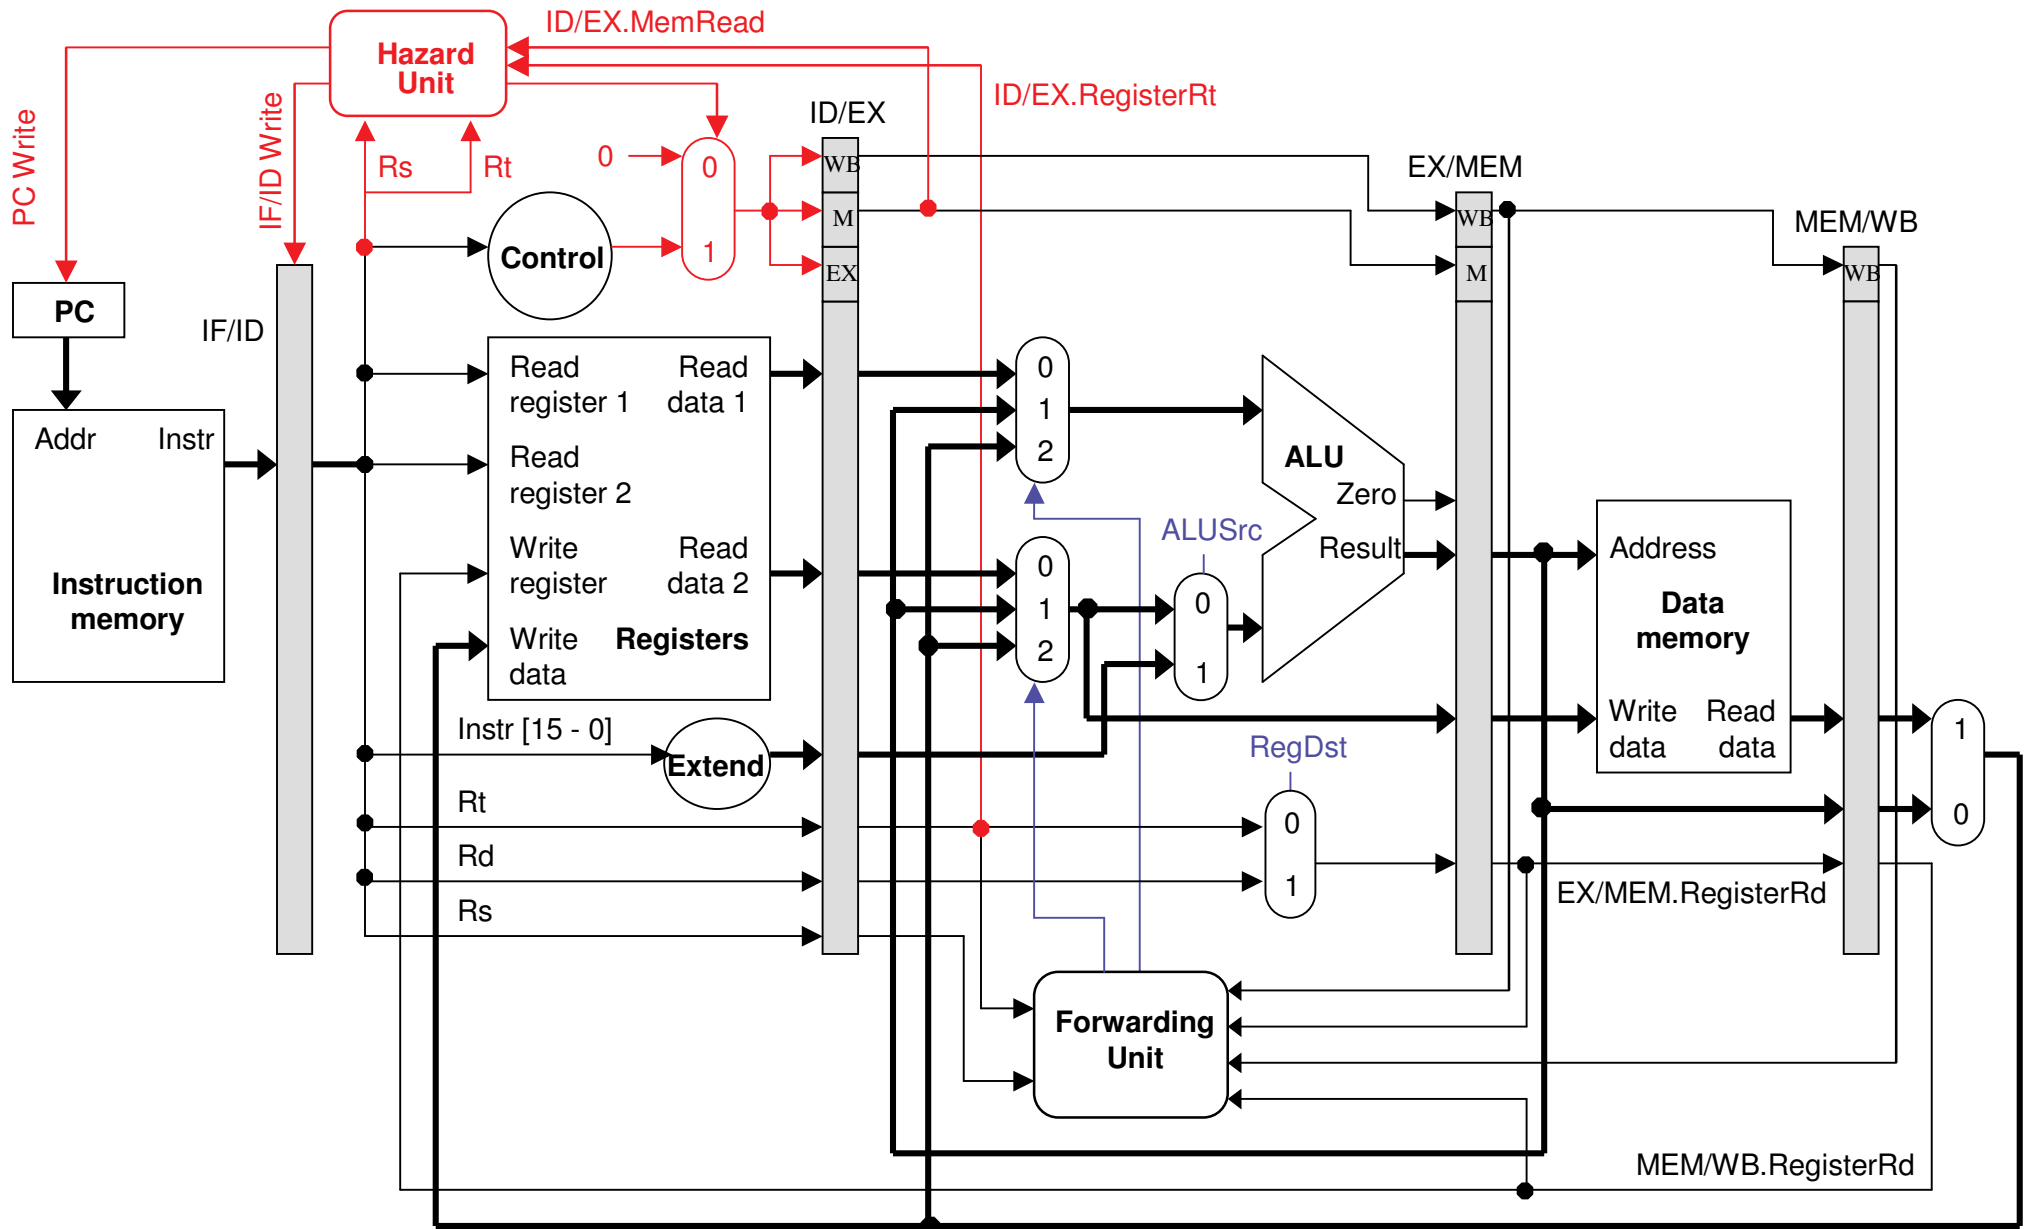 ID/EX.MemRead
Hazard
Unit
ID/EX.RegisterRt
PC Write
IF/ID Write
ID/EX
Rs
Rt
0
0
1
WB
M
EX
EX/MEM
WB
M
MEM/WB
WB
Control
PC
IF/ID
Addr
Instr
Instruction
memory
Read
register 1
Read
data 1
Read
register 2
Write
register
Read
data 2
Write
data
Registers
0
1
2
0
1
2
ALUSrc
0
1
ALU
Zero
Result
Address
Data
memory
Write
data
Read
data
1
0
Instr [15 - 0]
Extend
RegDst
0
1
Rt
Rd
Rs
EX/MEM.RegisterRd
Forwarding
Unit
MEM/WB.RegisterRd